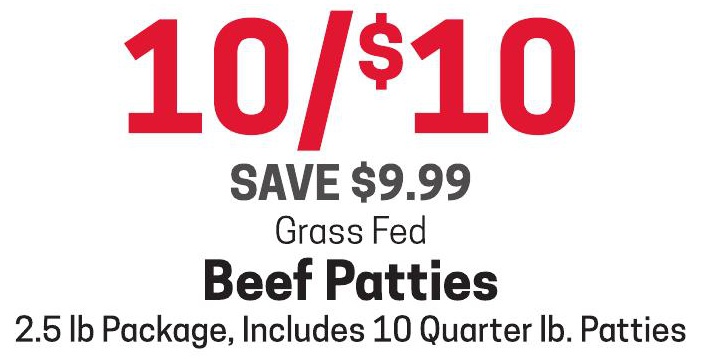 10/$10
SAVE $9.99
Grass Fed
Beef Patties
2.5 lb Package, Includes 10 Quarter lb. Patties